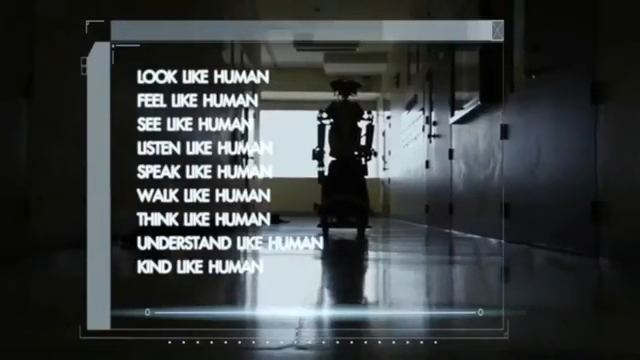 LOOK LIKE HUMAN
FEEL LIKE HUMAN
SEE LIKE HUMAN
LISTEN LIKE HUMAN
SPEAK LIKE HUMAN
WALK LIKE HUMAN
THINK LIKE HUMAN
UNDERSTAND LIKE HUMAN
KIND LIKE HUMAN